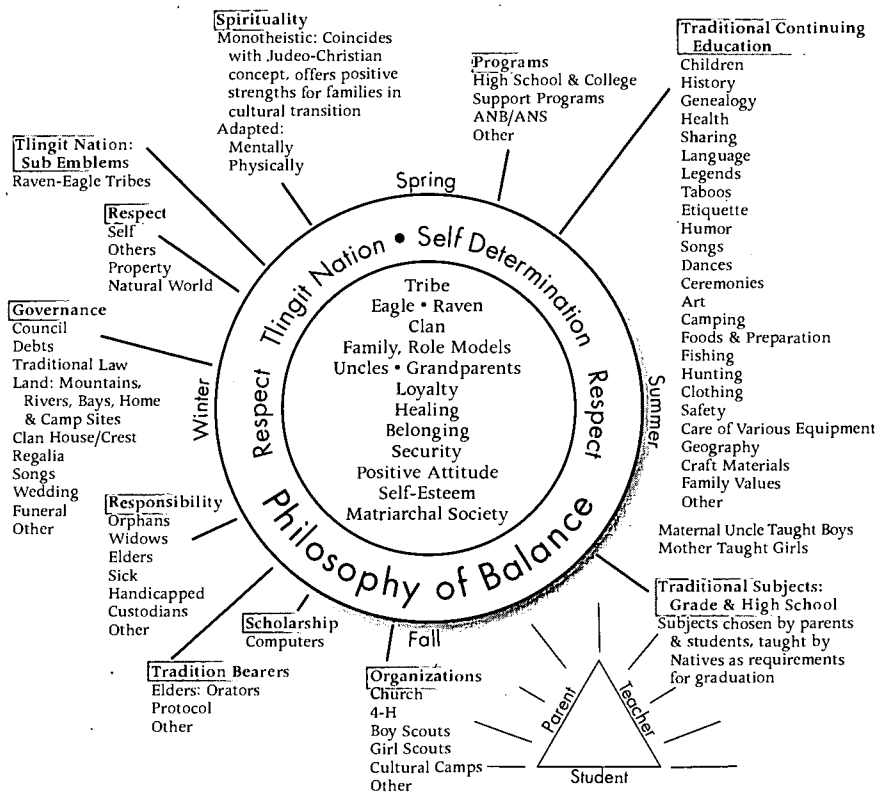 Spirituality
Monotheistic: Coincides
with Judeo-Christian
concept, offers positive
strengths for families in
cultural transition
Adapted:
Mentally
Physically
Programs
High School & College
Support Programs
ANB/ANS
Other
Traditional Continuing
Education
Children
History
Genealogy
Health
Sharing
Language
Legends
Taboos
Etiquette
Humor
Songs
Dances
Ceremonies
Art
Camping
Foods & Preparation
Fishing
Hunting
Clothing
Safety
Care of Various Equipment
Geography
Craft Materials
Family Values
Other
Maternal Uncle Taught Boys
Mother Taught Girls
Tlingit Nation:
Sub Emblems
Raven-Eagle Tribes
Respect
Self
Others
Property
Natural World
Governance
Council
Debts
Traditional Law
Land: Mountains,
Rivers, Bays, Home
& Camp Sites
Clan House/Crest
Regalia
Songs
Wedding
Funeral
Other
Responsibility
Orphans
Widows
Elders
Sick
Handicapped
Custodians
Other
Spring
Summer
Fall
Winter
Tlingit Nation • Self Determination
Respect
Respect
Philosophy of Balance
Tribe
Eagle • Raven
Clan
Family, Role Models
Uncles • Grandparents
Loyalty
Healing
Belonging
Security
Positive Attitude
Self-Esteem
Matriarchal Society
Scholarship
Computers
Tradition Bearers
Elders: Orators
Protocol
Other
Organizations
Church
4-H
Boy Scouts
Girl Scouts
Cultural Camps
Other
Traditional Subjects:
Grade & High School
Subjects chosen by parents
& students, taught by
Natives as requirements
for graduation
Parent
Teacher
Student